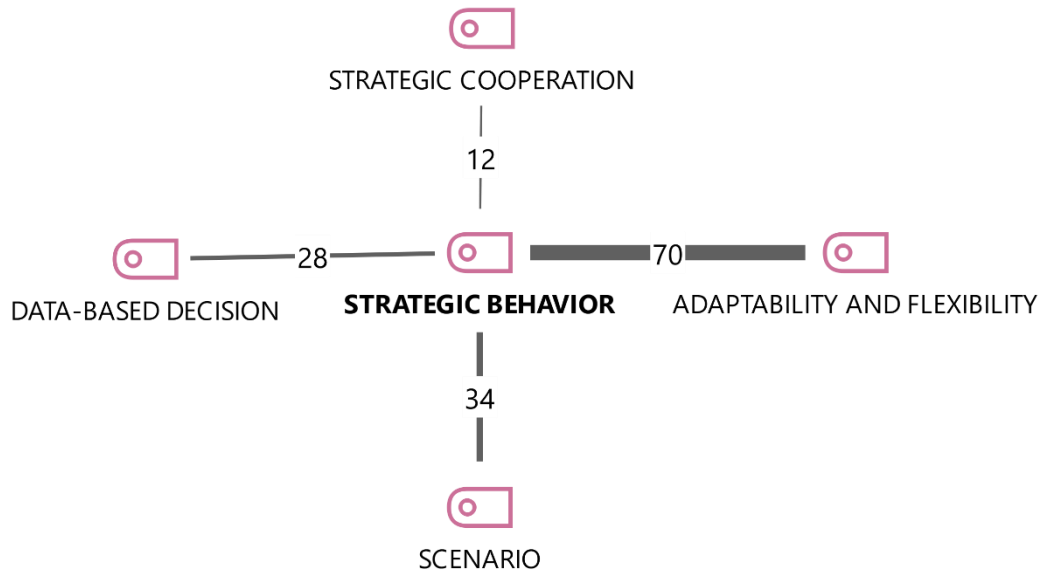 STRATEGIC COOPERATION
12
28
70
DATA-BASED DECISION
STRATEGIC BEHAVIOR
ADAPTABILITY AND FLEXIBILITY
34
SCENARIO